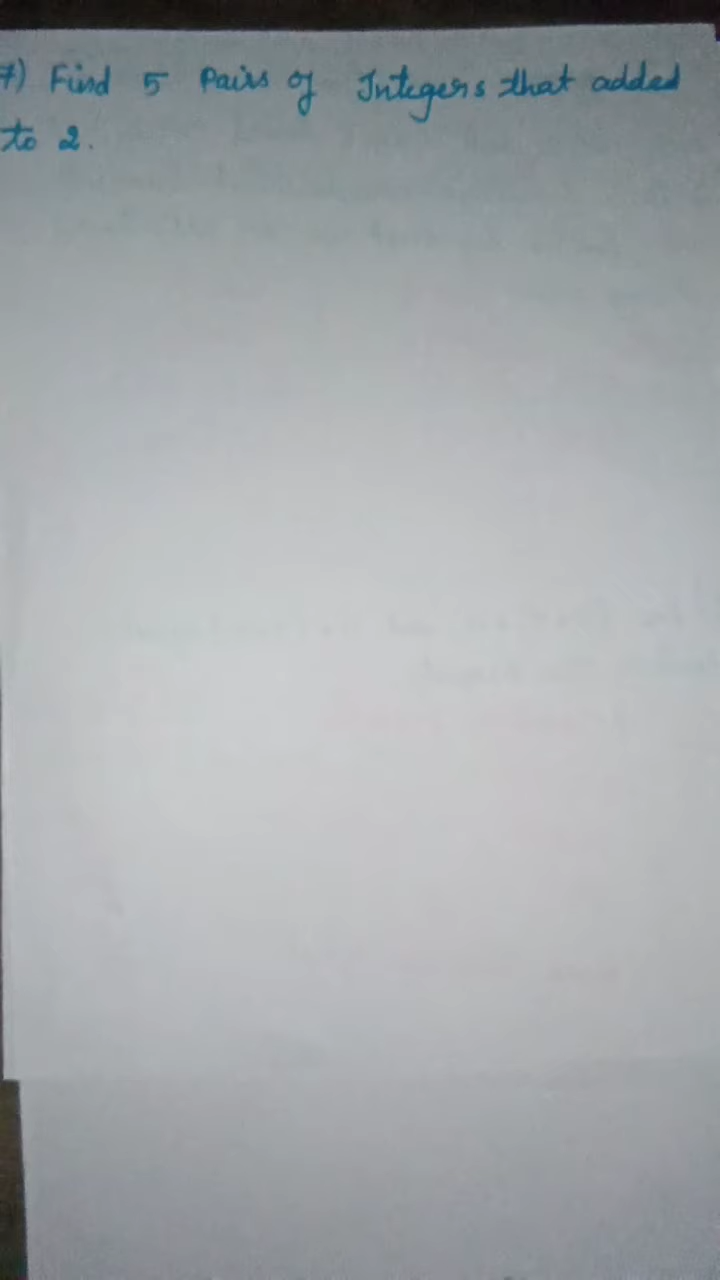 7) Find 5 Pairs of Integers that added
to 2.